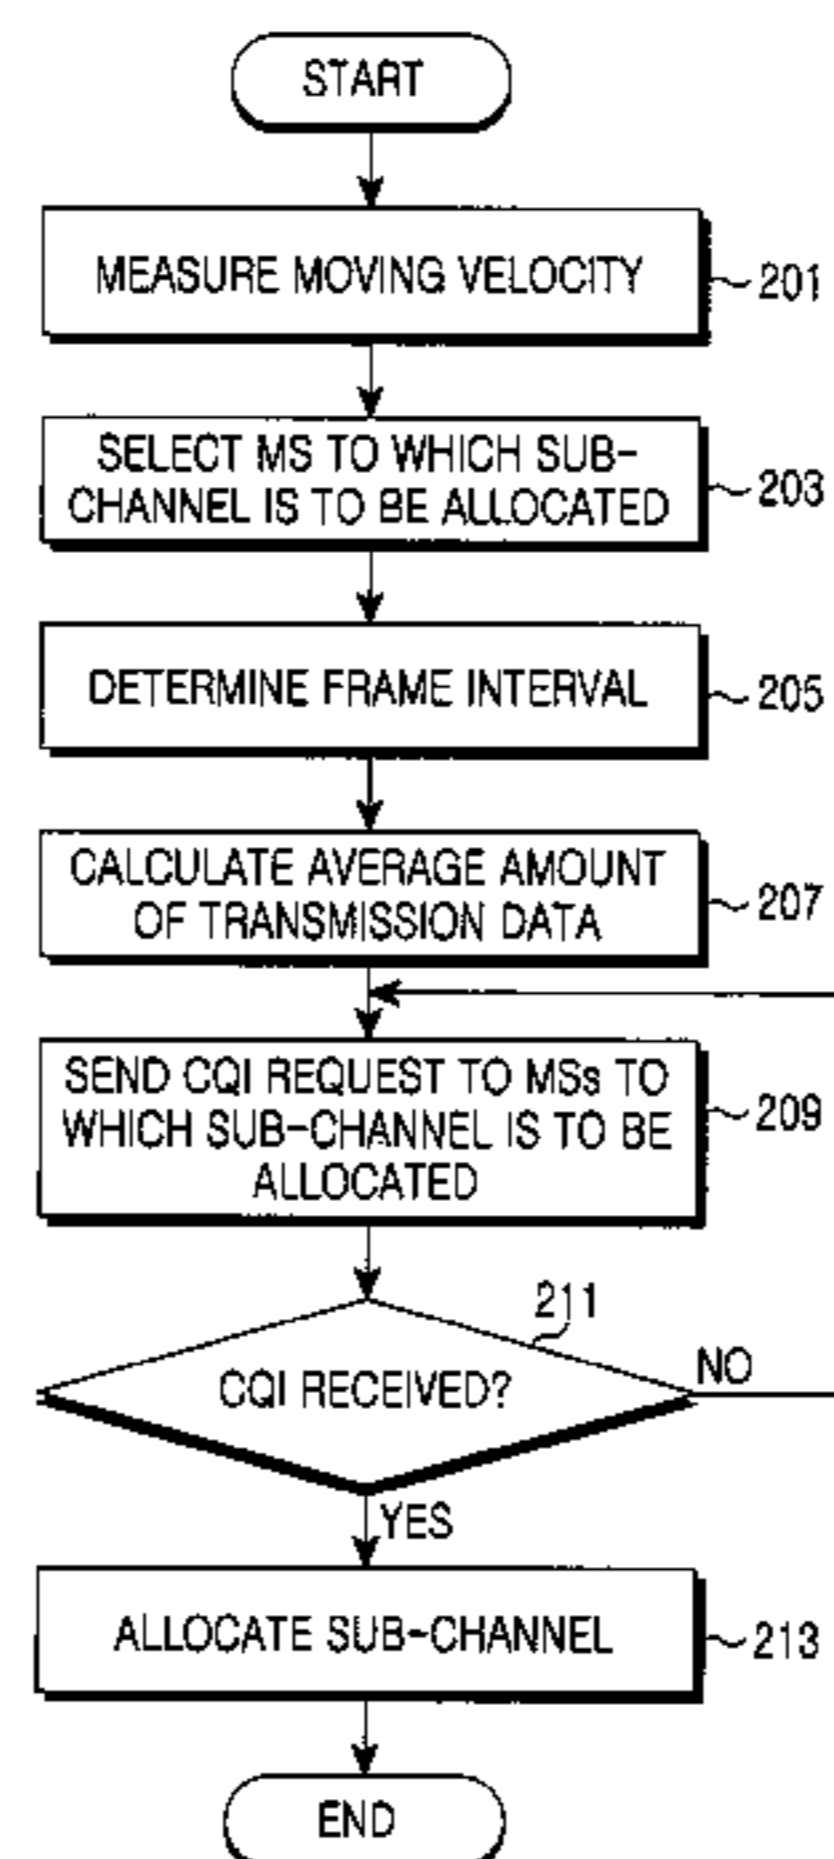 START
MEASURE MOVING VELOCITY
201
SELECT MS TO WHICH SUB-
CHANNEL IS TO BE ALLOCATED
203
DETERMINE FRAME INTERVAL
205
CALCULATE AVERAGE AMOUNT
OF TRANSMISSION DATA
207
SEND CQI REQUEST TO MSs TO
WHICH SUB-CHANNEL IS TO BE
ALLOCATED
209
211
CQI RECEIVED?
NO
YES
ALLOCATE SUB-CHANNEL
213
END